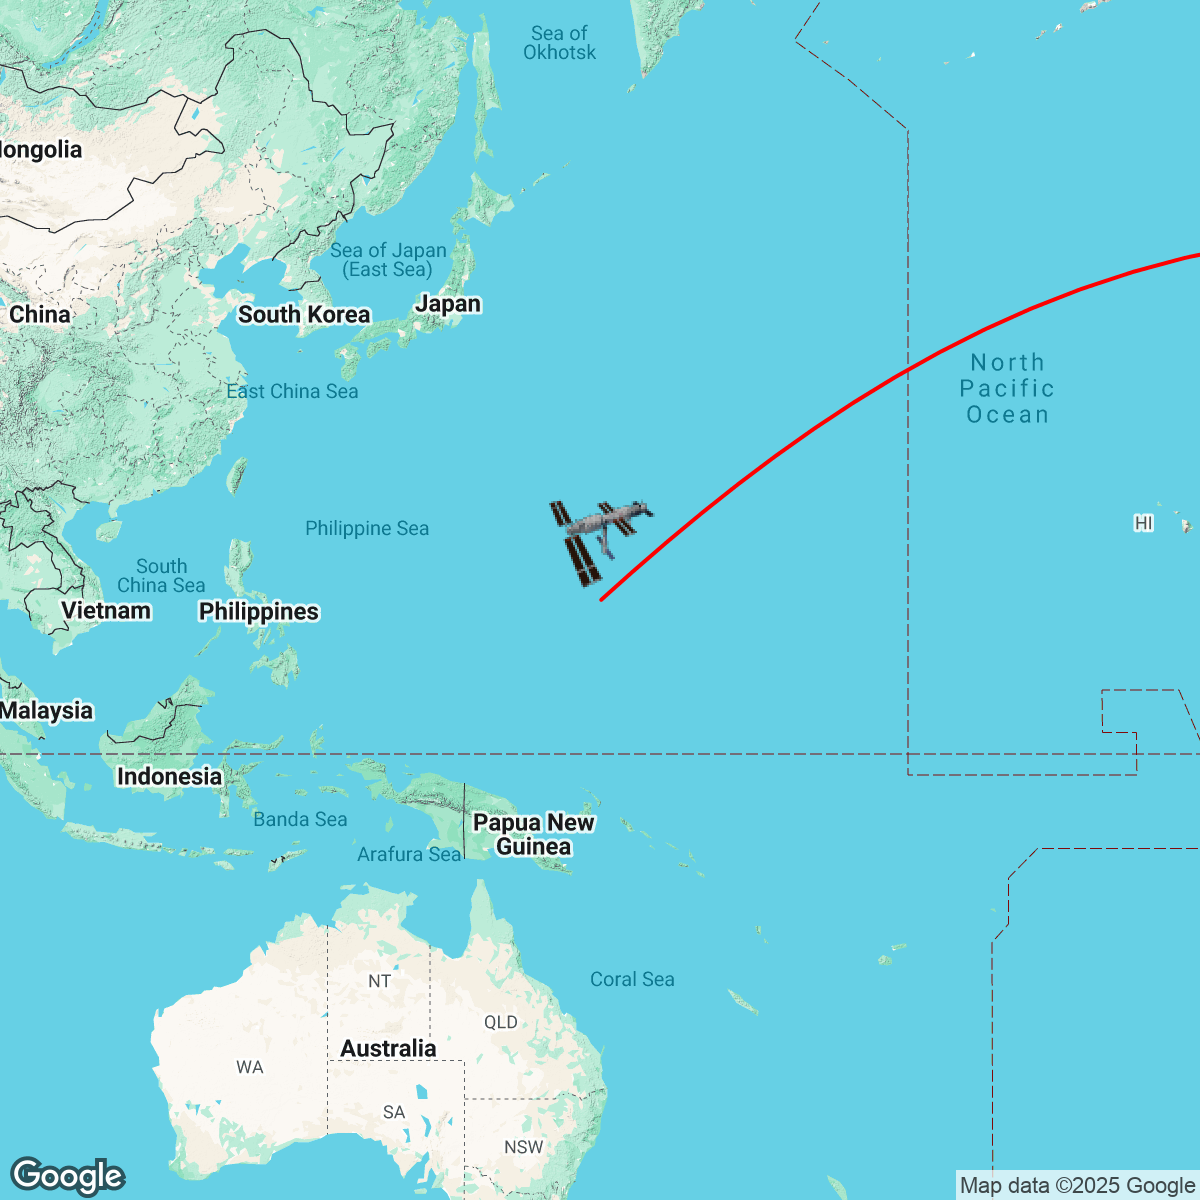 Sea of
Okhotsk
Mongolia
Sea of Japan
(East Sea)
Japan
China
South Korea
North
Pacific
Ocean
East China Sea
HI
Philippine Sea
South
China Sea
Vietnam
Philippines
Malaysia
Indonesia
Banda Sea
Papua New
Guinea
Arafura Sea
NT
Coral Sea
QLD
Australia
WA
SA
NSW
Google
Map data ©2025 Google